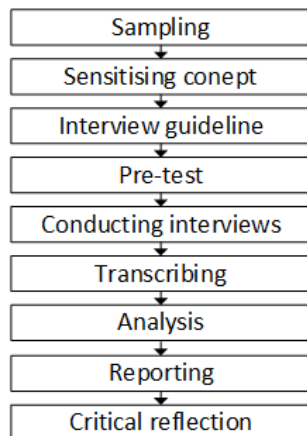 Sampling
Sensitising conept
Interview guideline
Pre-test
Conducting interviews
Transcribing
Analysis
Reporting
Critical reflection